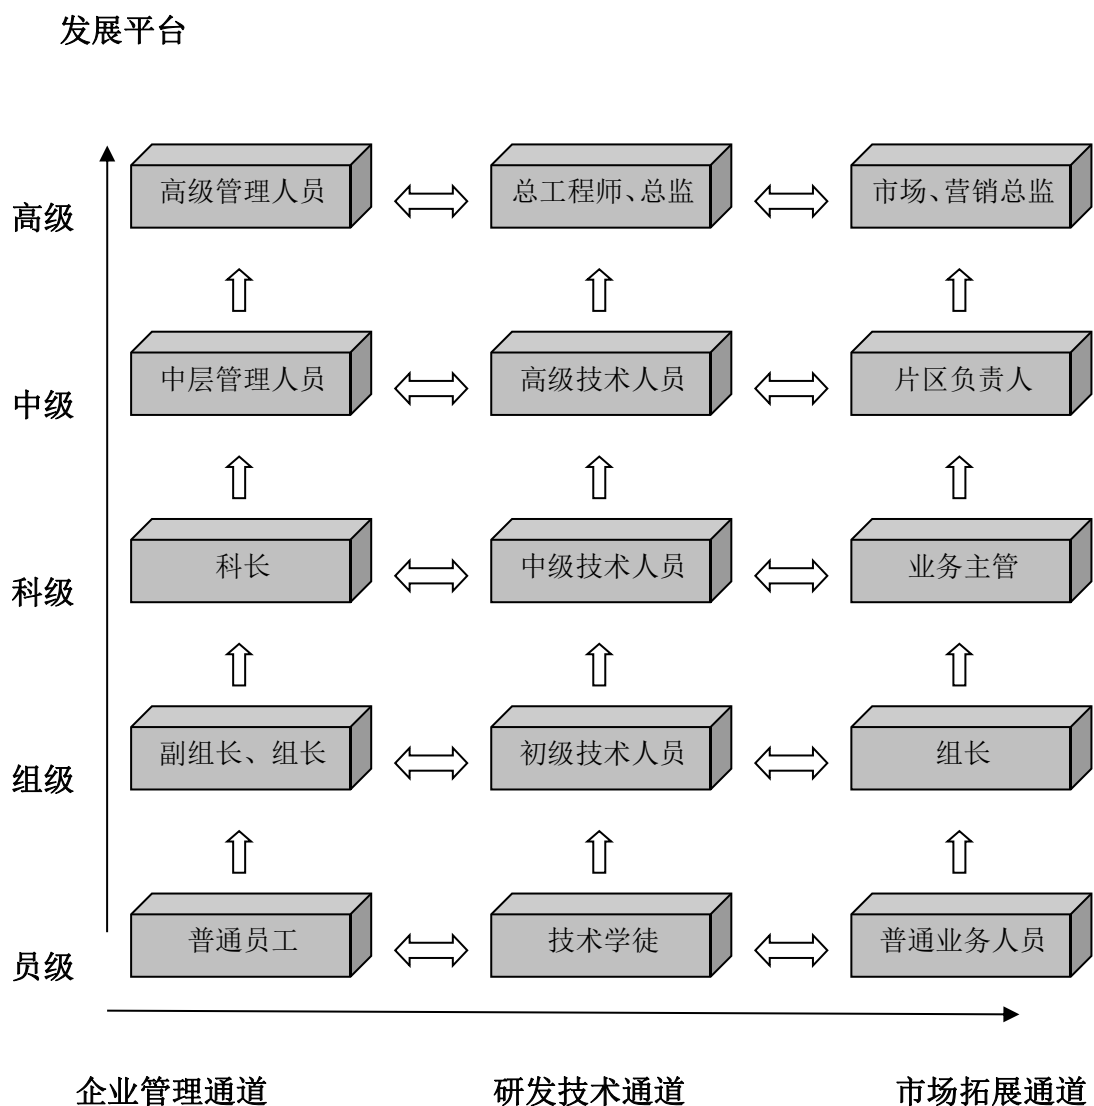 发展平台
高级
高级管理人员
总工程师、总监
市场、营销总监
中级
中层管理人员
高级技术人员
片区负责人
科级
科长
中级技术人员
业务主管
组级
副组长、组长
初级技术人员
组长
员级
普通员工
技术学徒
普通业务人员
企业管理通道
研发技术通道
市场拓展通道